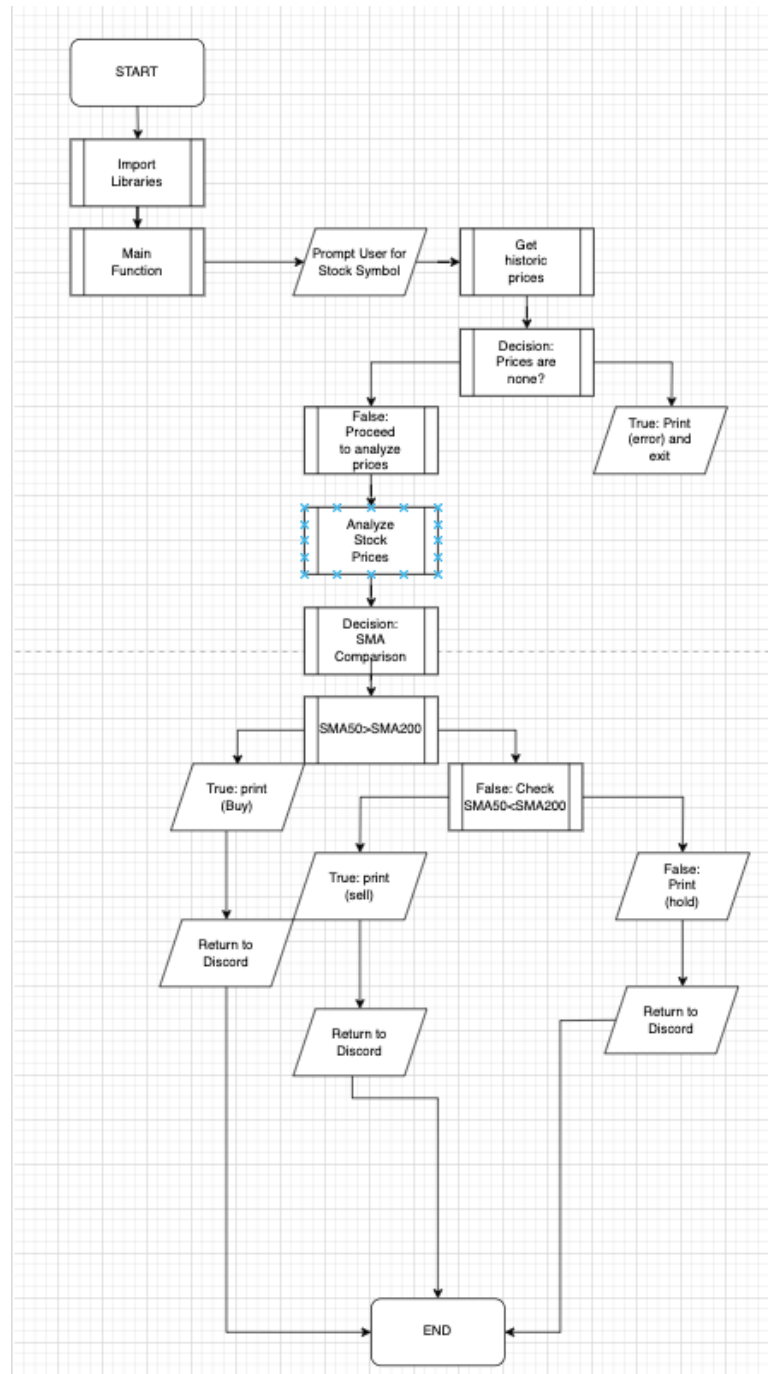 START
Import
Libraries
Main
Function
Prompt User for
Stock Symbol
Get
historic
prices
Decision:
Prices are
none?
False:
Proceed
to analyze
prices
True: Print
(error) and
exit
Analyze
Stock
Prices
Decision:
SMA
Comparison
SMA50>SMA200
True: print
(Buy)
False: Check
SMA50<SMA200
True: print
(sell)
False:
Print
(hold)
Return to
Discord
Return to
Discord
Return to
Discord
END